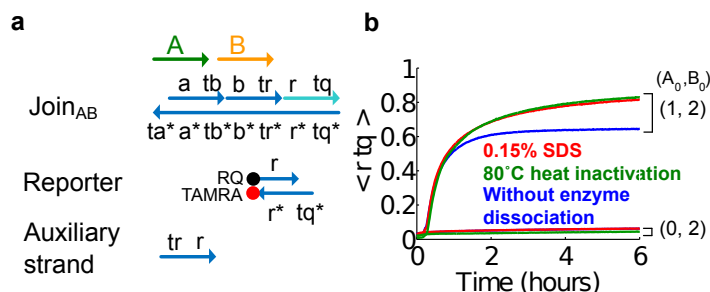 a
A B
a tb b tr r tq
Join_AB
ta* a* tb* b* tr* r* tq*
r
Reporter
RQ
TAMRA
r* tq*
Auxiliary
strand
tr r
b
1
0.8
0.6
0.4
0.2
0
< r tq >
(A_0,B_0)
(1, 2)
0.15% SDS
80°C heat inactivation
Without enzyme
dissociation
(0, 2)
0 2 4 6
Time (hours)